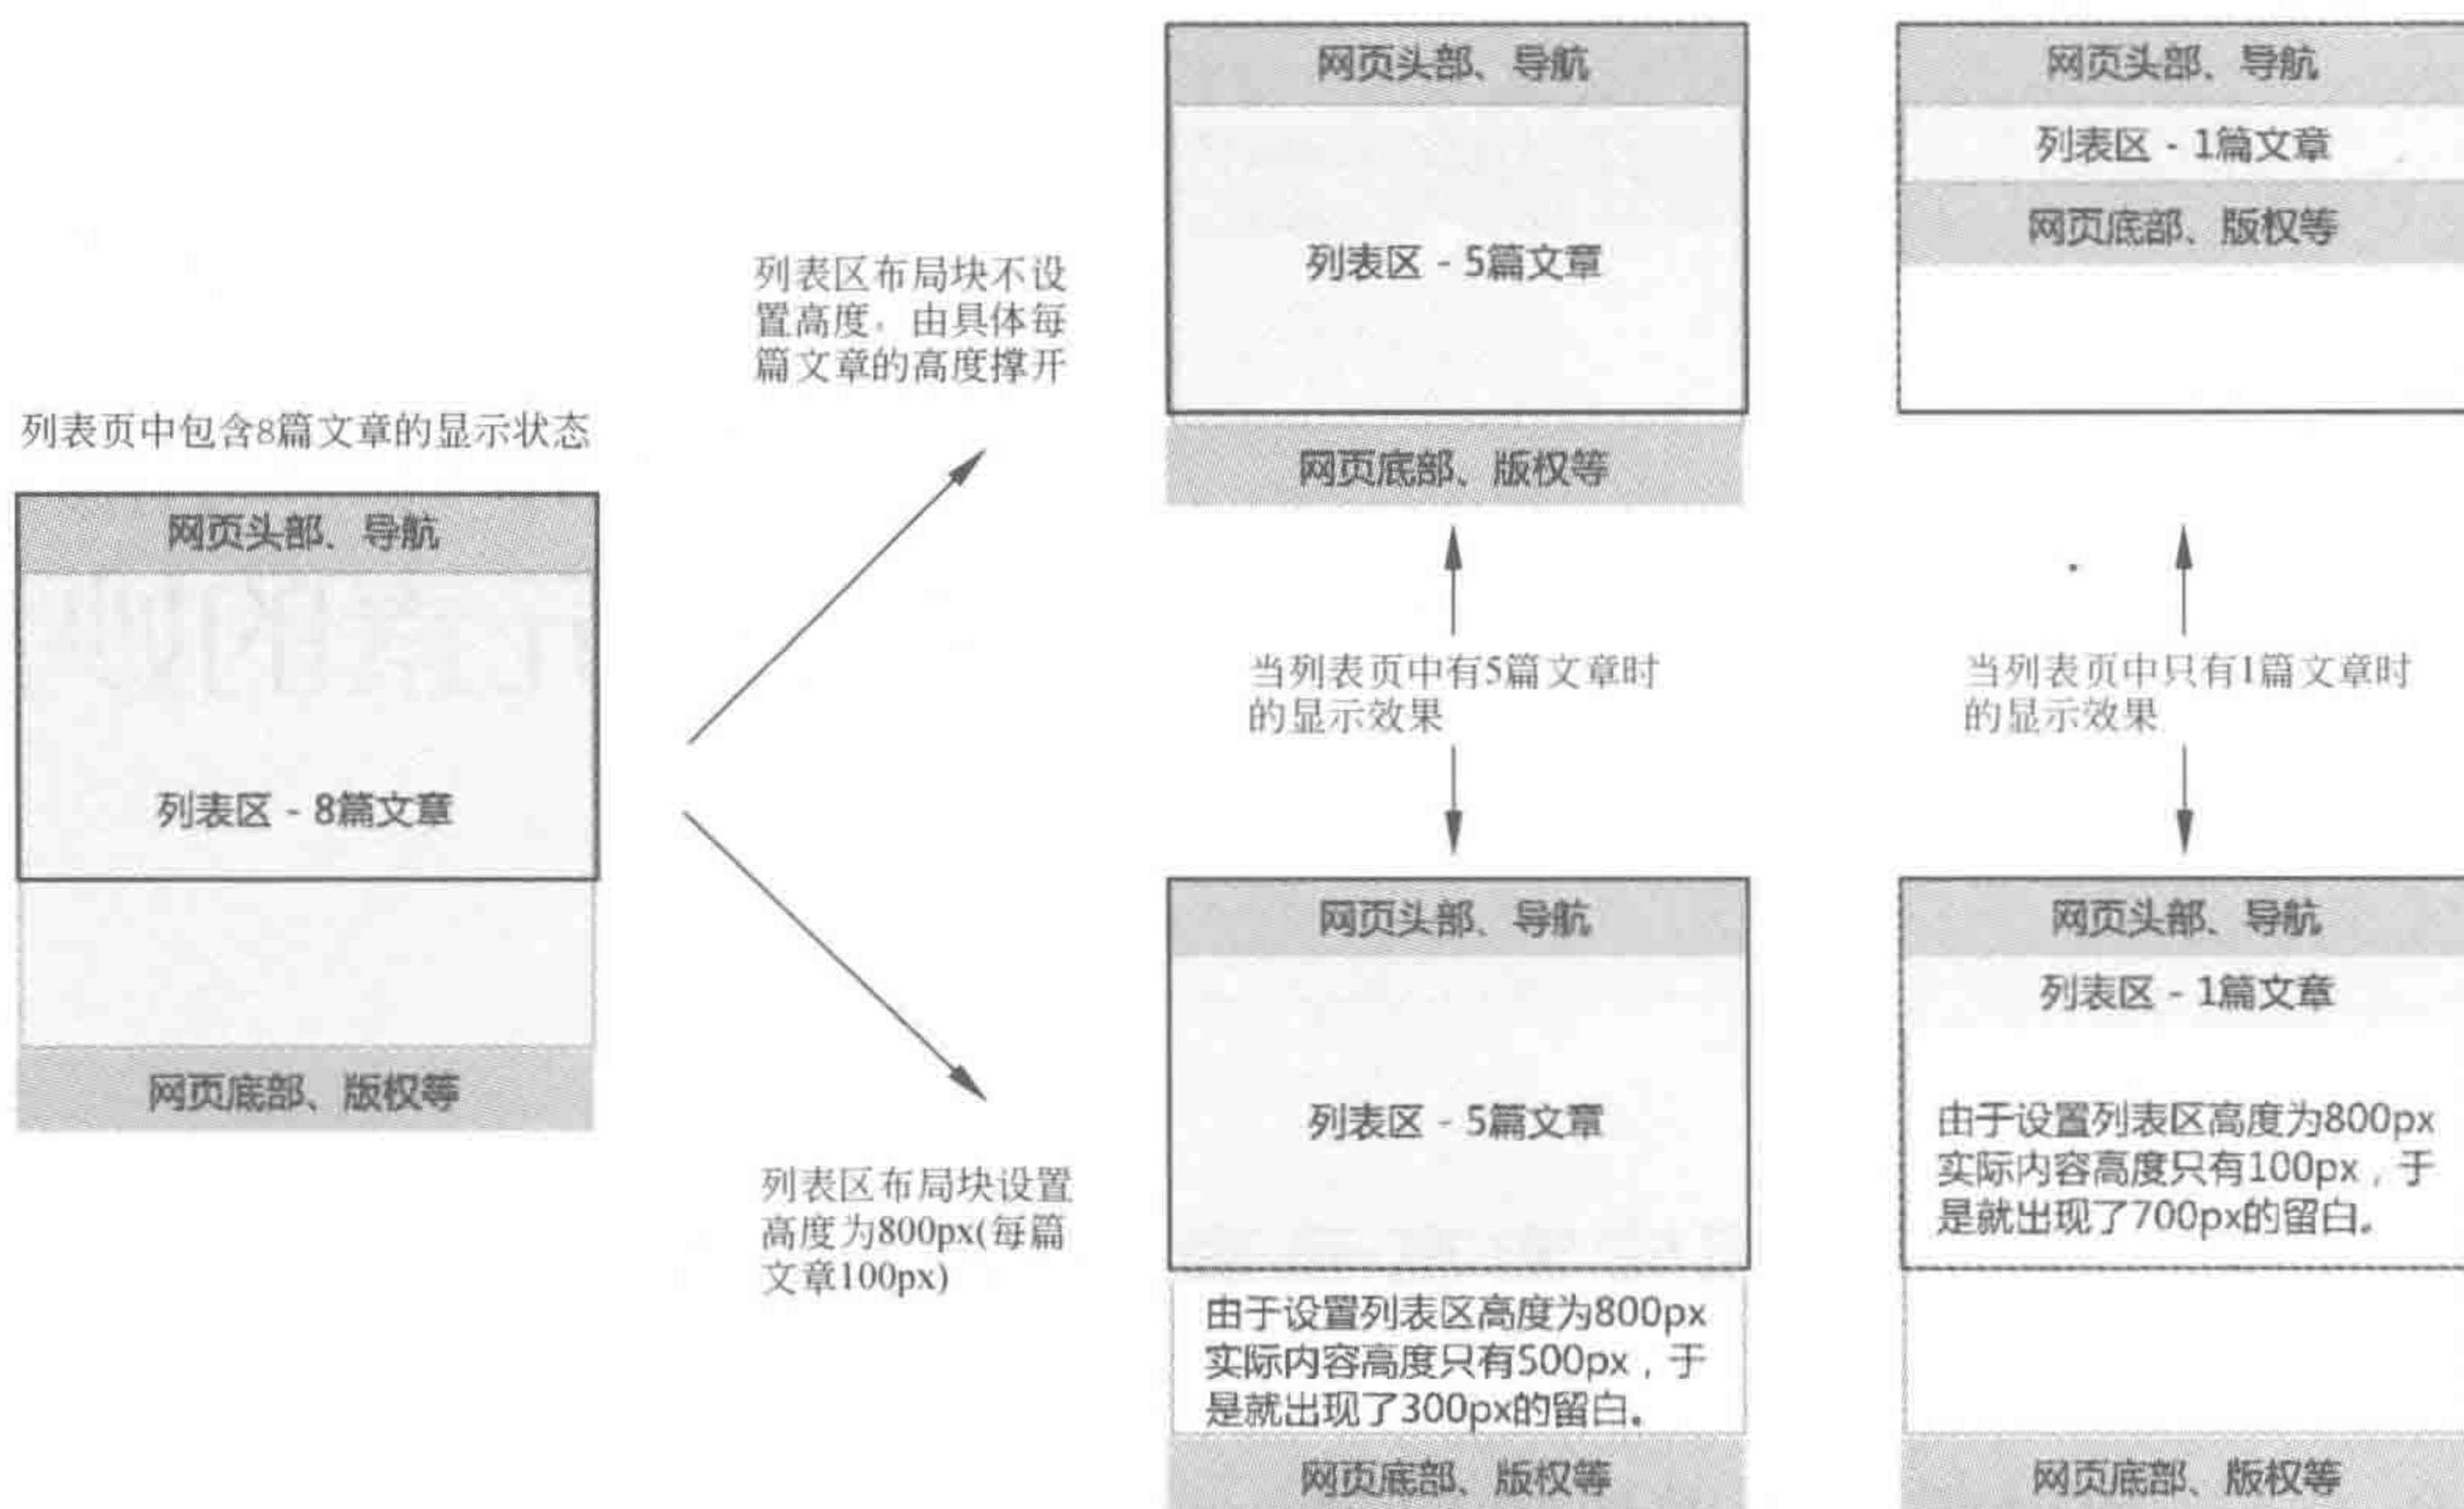 列表页中包含8篇文章的显示状态
网页头部、导航
列表区 - 8篇文章
网页底部、版权等
列表区布局块不设
置高度，由具体每
篇文章的高度撑开
网页头部、导航
列表区 - 5篇文章
网页底部、版权等
网页头部、导航
列表区 - 1篇文章
网页底部、版权等
当列表页中有5篇文章时
的显示效果
当列表页中只有1篇文章时
的显示效果
列表区布局块设置
高度为800px(每篇
文章100px)
网页头部、导航
列表区 - 5篇文章
由于设置列表区高度为800px
实际内容高度只有500px，于
是就出现了300px的留白。
网页底部、版权等
网页头部、导航
列表区 - 1篇文章
由于设置列表区高度为800px
实际内容高度只有100px，于
是就出现了700px的留白。
网页底部、版权等